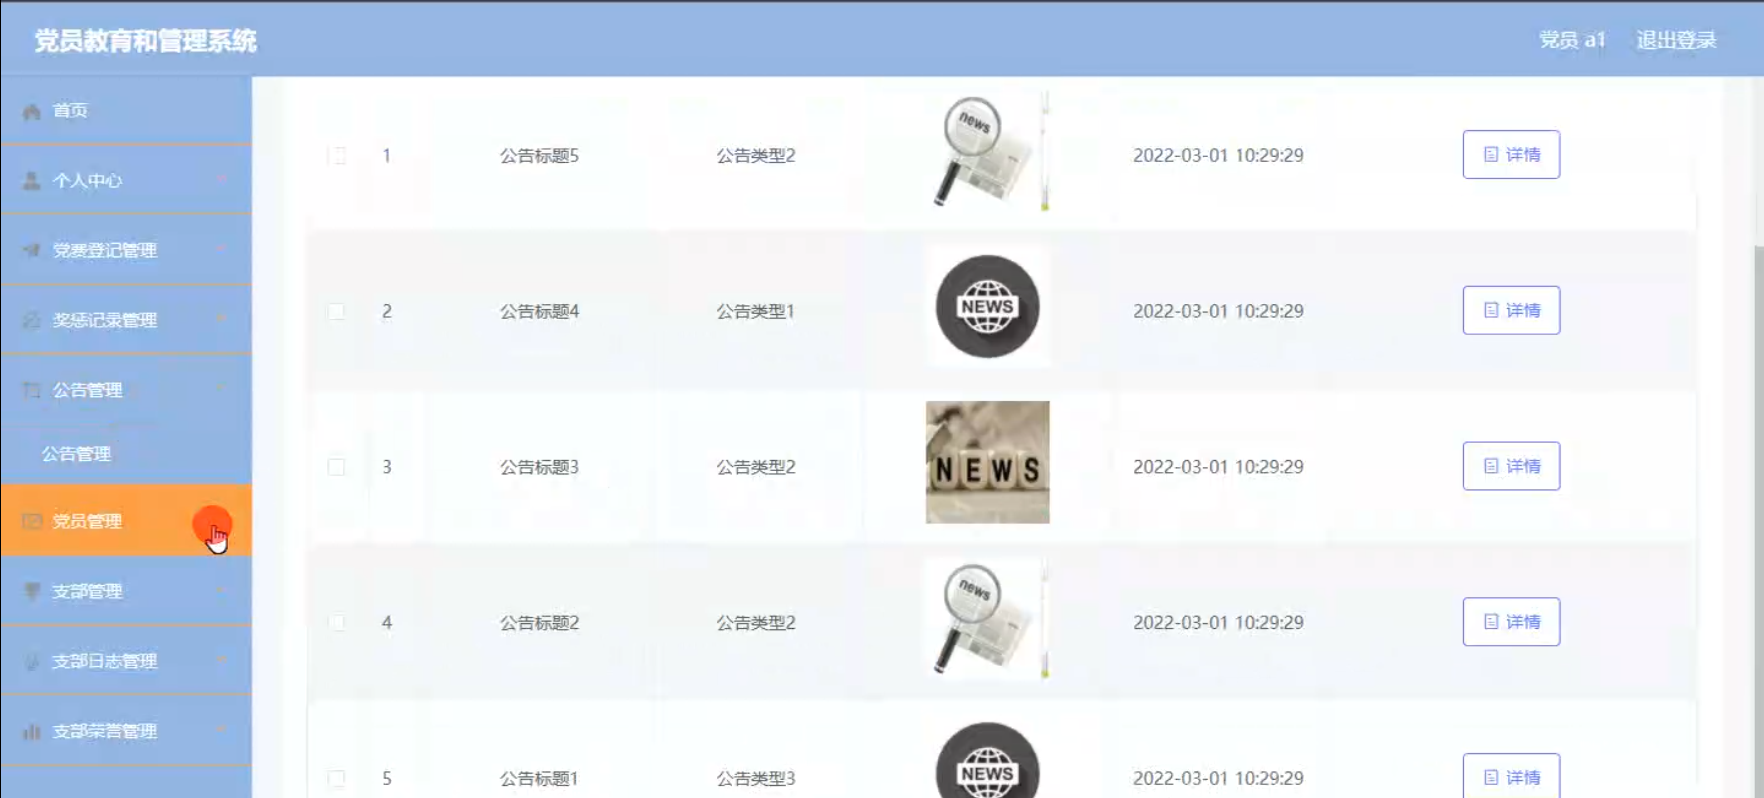 党员教育和管理系统
党员 a1 退出登录
首页
个人中心
党费登记管理
奖惩记录管理
公告管理
公告管理
党员管理
支部管理
支部日志管理
支部荣誉管理
1 公告标题5 公告类型2 news 2022-03-01 10:29:29 详情
2 公告标题4 公告类型1 NEWS 2022-03-01 10:29:29 详情
3 公告标题3 公告类型2 NEWS 2022-03-01 10:29:29 详情
4 公告标题2 公告类型2 news 2022-03-01 10:29:29 详情
5 公告标题1 公告类型3 NEWS 2022-03-01 10:29:29 详情